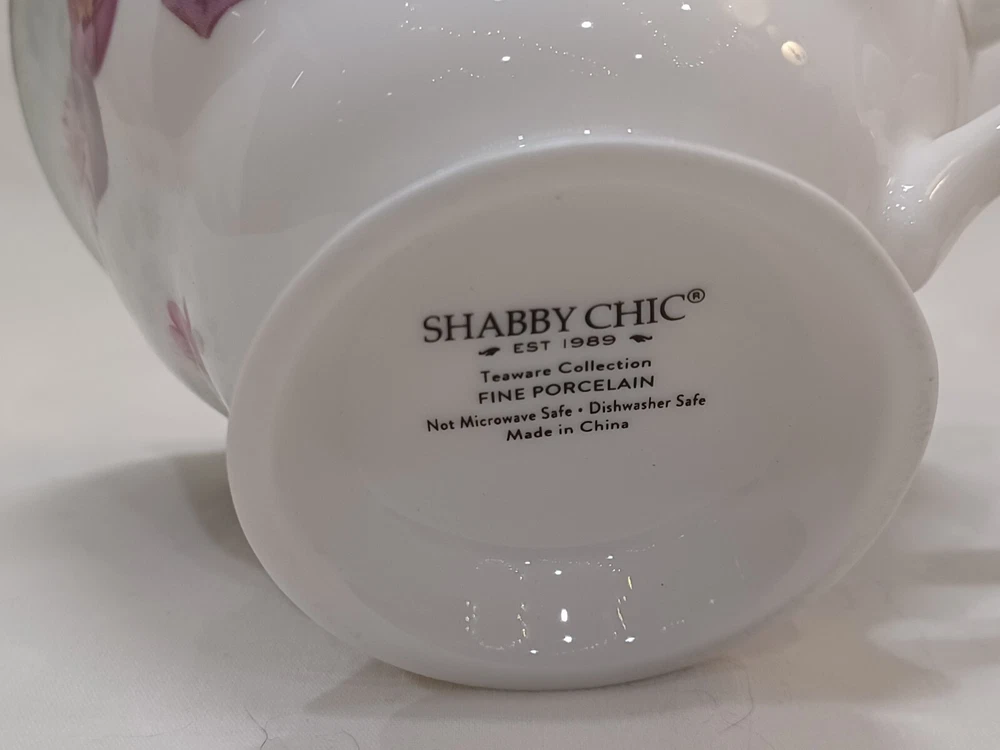 SHABBY CHIC®
EST 1989
Teaware Collection
FINE PORCELAIN
Not Microwave Safe • Dishwasher Safe
Made in China